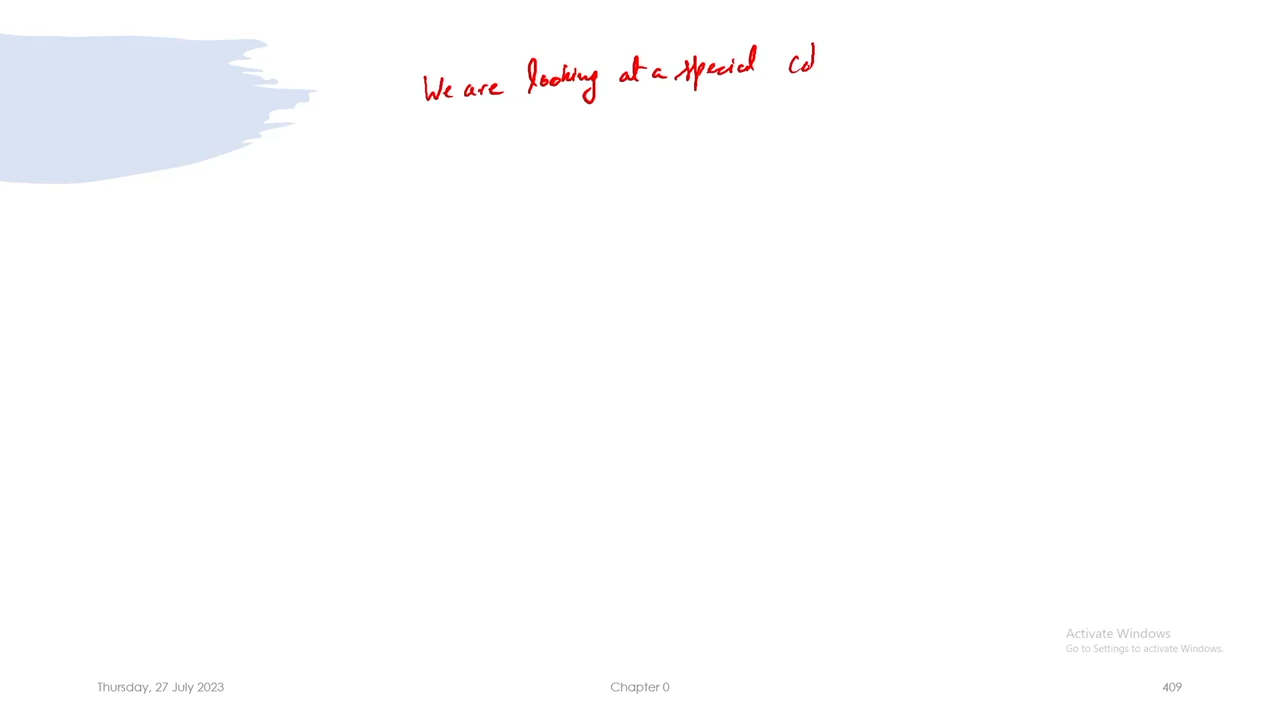 We are looking at a special
Activate Windows
Go to Settings to activate Windows.
Thursday, 27 July 2023
Chapter 0
409